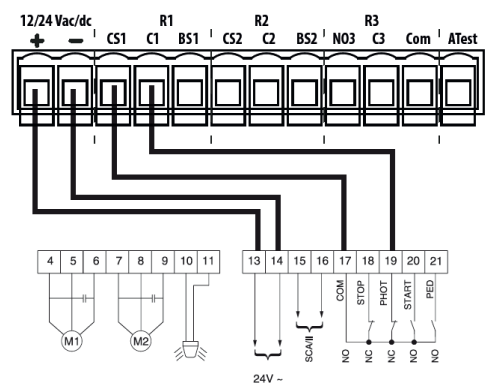 12/24 Vac/dc R1 R2 R3
+ − CS1 C1 BS1 CS2 C2 BS2 NO3 C3 Com ATest
4 5 6 7 8 9 10 11 13 14 15 16 17 18 19 20 21
COM STOP PHOT START PED
M1 M2
SCA/II
NO NC NC NO NO
24V ~